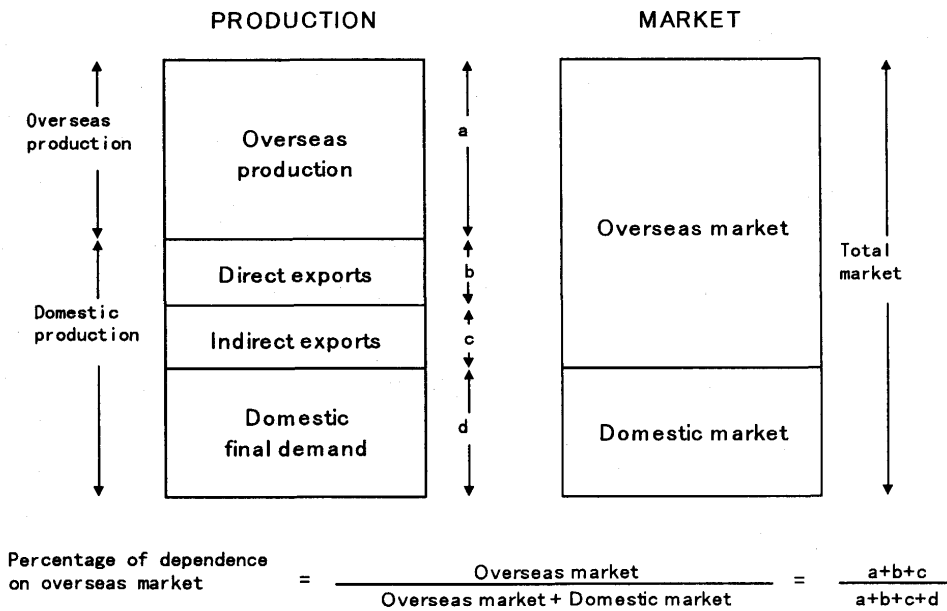 PRODUCTION
MARKET
Overseas
production
Overseas
production
a
Direct exports
b
Domestic
production
Indirect exports
c
Domestic
final demand
d
Overseas market
Domestic market
Total
market
Percentage of dependence
on overseas market
=
Overseas market
Overseas market + Domestic market
=
a+b+c
a+b+c+d